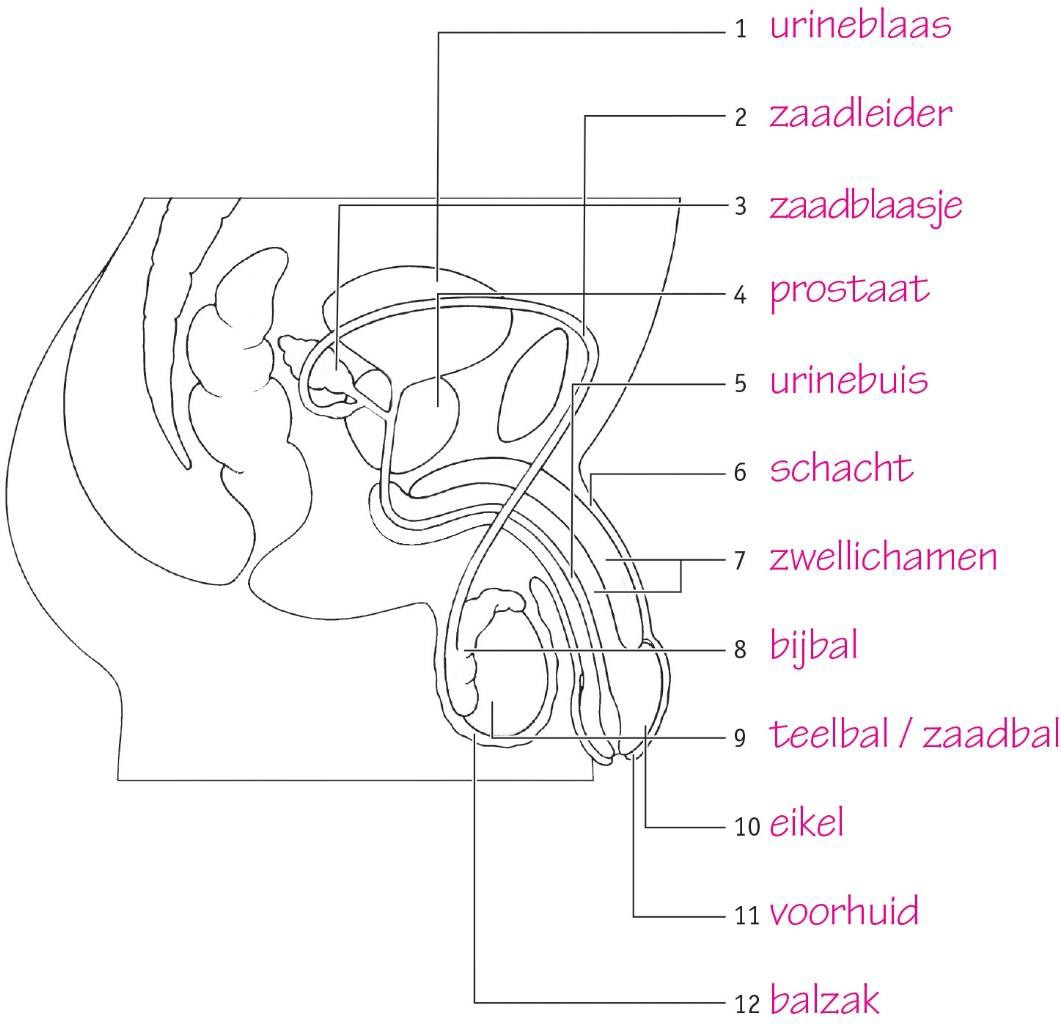 1 urineblaas
2 zaadleider
3 zaadblaasje
4 prostaat
5 urinebuis
6 schacht
7 zwellichamen
8 bijbal
9 teelbal / zaadbal
10 eikel
11 voorhuid
12 balzak